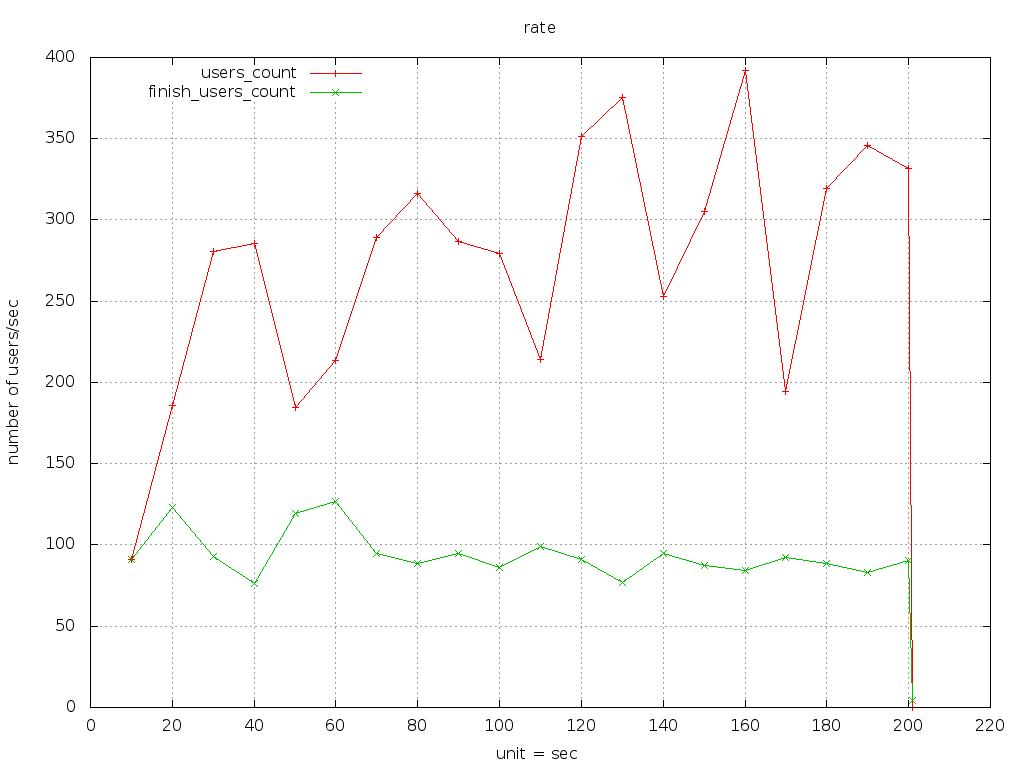 rate
400
users_count
finish_users_count
350
300
250
200
150
100
50
0
number of users/sec
0 20 40 60 80 100 120 140 160 180 200 220
unit = sec